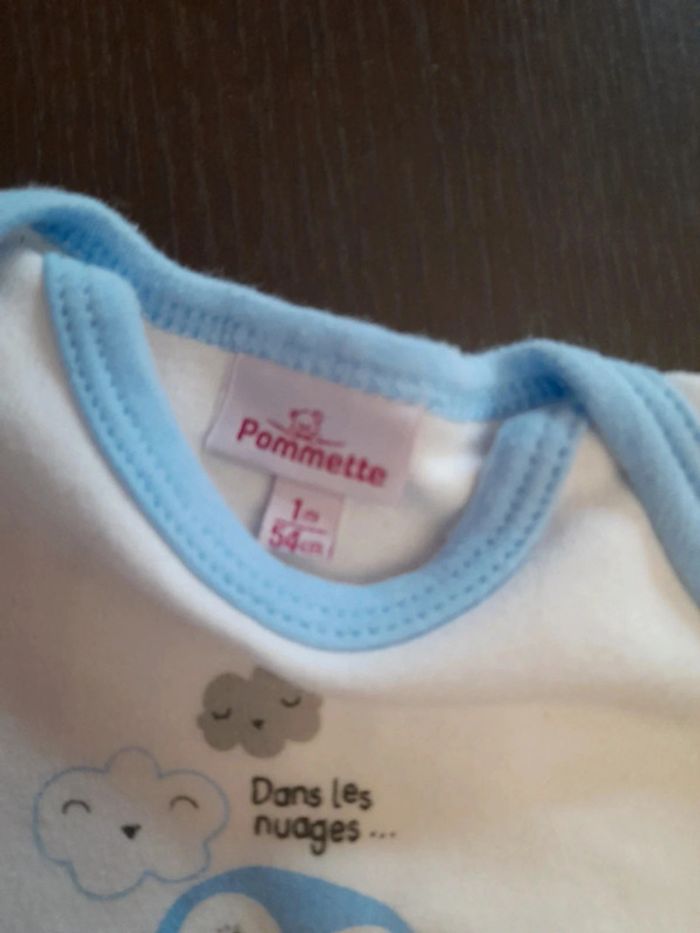 Pommette
1m
54cm
Dans les
nuages...